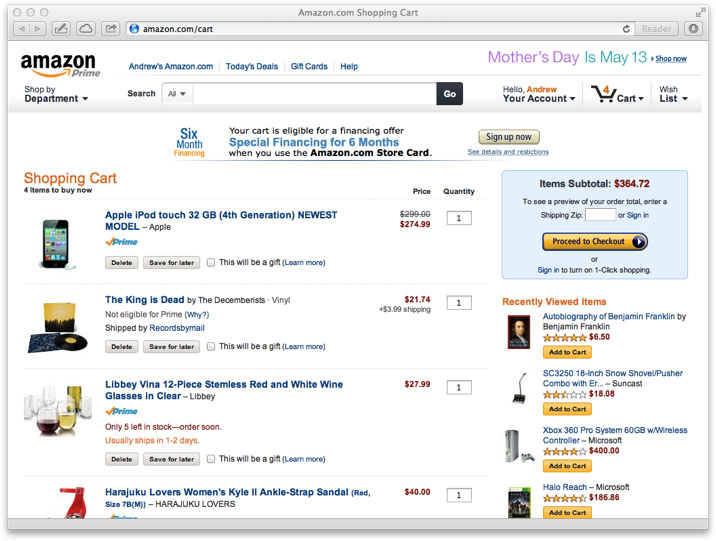 Amazon.com Shopping Cart
amazon.com/cart
Reader
amazon
Prime
Andrew's Amazon.com
Today's Deals
Gift Cards
Help
Mother's Day Is May 13
Shop now
Shop by
Department
Search
All
Go
Hello, Andrew
Your Account
4
Cart
Wish
List
Six
Month
Financing
Your cart is eligible for a financing offer
Special Financing for 6 Months
when you use the Amazon.com Store Card.
Sign up now
See details and restictions
Shopping Cart
4 Items to buy now
Price
Quantity
Apple iPod touch 32 GB (4th Generation) NEWEST
MODEL – Apple
Prime
$299.00
$274.99
1
Delete
Save for later
This will be a gift (Learn more)
The King is Dead by The Decemberists · Vinyl
Not eligible for Prime (Why?)
Shipped by Recordsbymail
$21.74
+$3.99 shipping
1
Delete
Save for later
This will be a gift (Learn more)
Libbey Vina 12-Piece Stemless Red and White Wine
Glasses in Clear – Libbey
Prime
Only 5 left in stock—order soon.
Usually ships in 1-2 days.
$27.99
1
Delete
Save for later
This will be a gift (Learn more)
Harajuku Lovers Women's Kyle II Ankle-Strap Sandal (Red,
Size 7B(M)) – HARAJUKU LOVERS
Prime
$40.00
1
Items Subtotal: $364.72
To see a preview of your order total, enter a
Shipping Zip: or Sign in
Proceed to Checkout
or
Sign in to turn on 1-Click shopping.
Recently Viewed Items
Autobiography of Benjamin Franklin by
Benjamin Franklin
$6.50
Add to Cart
SC3250 18-Inch Snow Shovel/Pusher
Combo with Er... – Suncast
$18.08
Add to Cart
Xbox 360 Pro System 60GB w/Wireless
Controller – Microsoft
$400.00
Add to Cart
Halo Reach – Microsoft
$186.86
Add to Cart